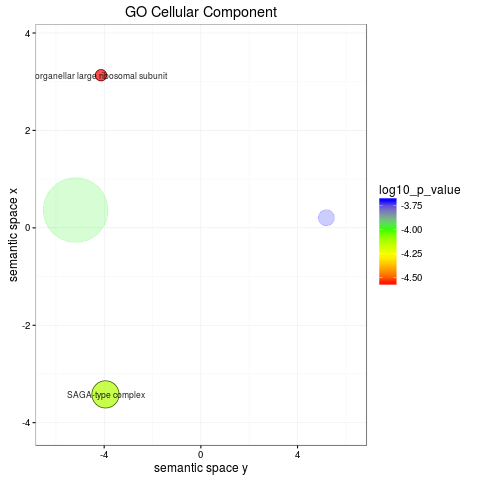 GO Cellular Component
4
2
0
-2
-4
semantic space x
organellar large ribosomal subunit
SAGA-type complex
-4
0
4
semantic space y
log10_p_value
-3.75
-4.00
-4.25
-4.50